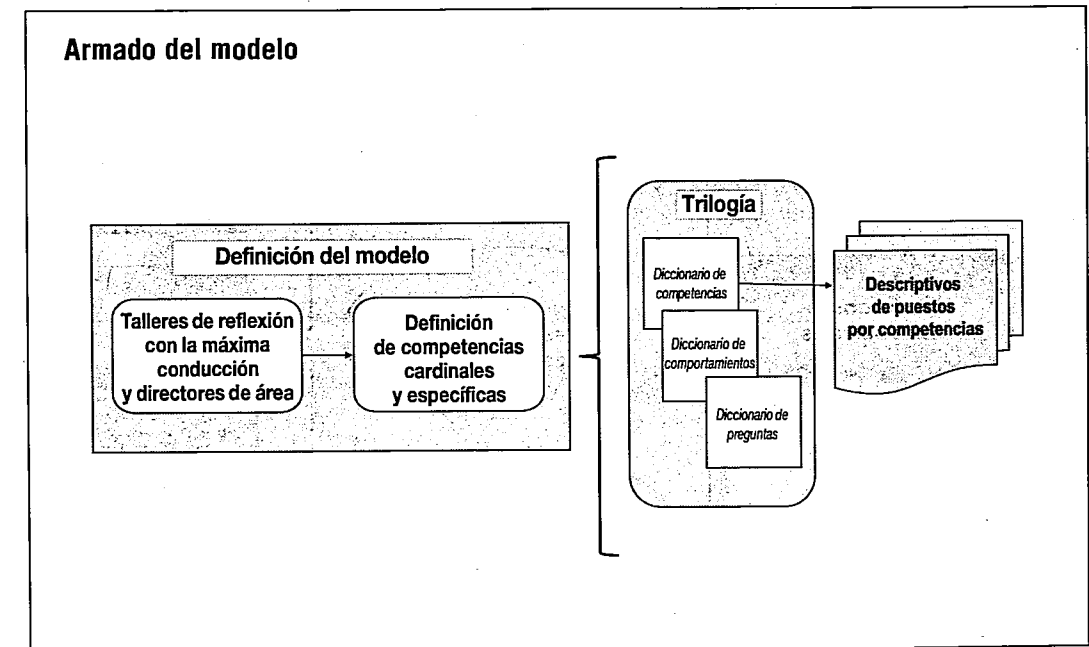 Armado del modelo
Definición del modelo
Talleres de reflexión
con la máxima
conducción
y directores de área
Definición
de competencias
cardinales
y específicas
Trilogía
Diccionario de
competencias
Diccionario de
comportamientos
Diccionario de
preguntas
Descriptivos
de puestos
por competencias